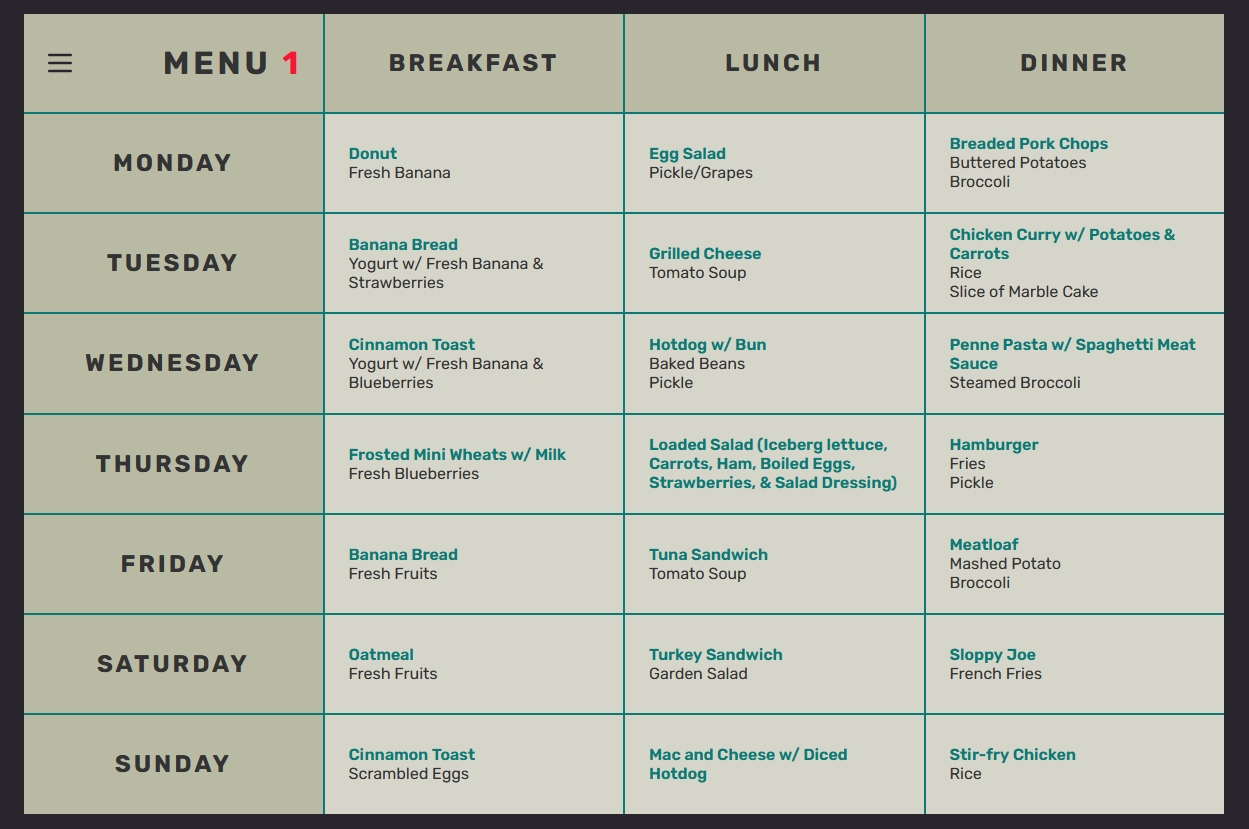 MENU 1
BREAKFAST
LUNCH
DINNER
MONDAY
Donut
Fresh Banana
Egg Salad
Pickle/Grapes
Breaded Pork Chops
Buttered Potatoes
Broccoli
TUESDAY
Banana Bread
Yogurt w/ Fresh Banana &
Strawberries
Grilled Cheese
Tomato Soup
Chicken Curry w/ Potatoes &
Carrots
Rice
Slice of Marble Cake
WEDNESDAY
Cinnamon Toast
Yogurt w/ Fresh Banana &
Blueberries
Hotdog w/ Bun
Baked Beans
Pickle
Penne Pasta w/ Spaghetti Meat
Sauce
Steamed Broccoli
THURSDAY
Frosted Mini Wheats w/ Milk
Fresh Blueberries
Loaded Salad (Iceberg lettuce,
Carrots, Ham, Boiled Eggs,
Strawberries, & Salad Dressing)
Hamburger
Fries
Pickle
FRIDAY
Banana Bread
Fresh Fruits
Tuna Sandwich
Tomato Soup
Meatloaf
Mashed Potato
Broccoli
SATURDAY
Oatmeal
Fresh Fruits
Turkey Sandwich
Garden Salad
Sloppy Joe
French Fries
SUNDAY
Cinnamon Toast
Scrambled Eggs
Mac and Cheese w/ Diced
Hotdog
Stir-fry Chicken
Rice